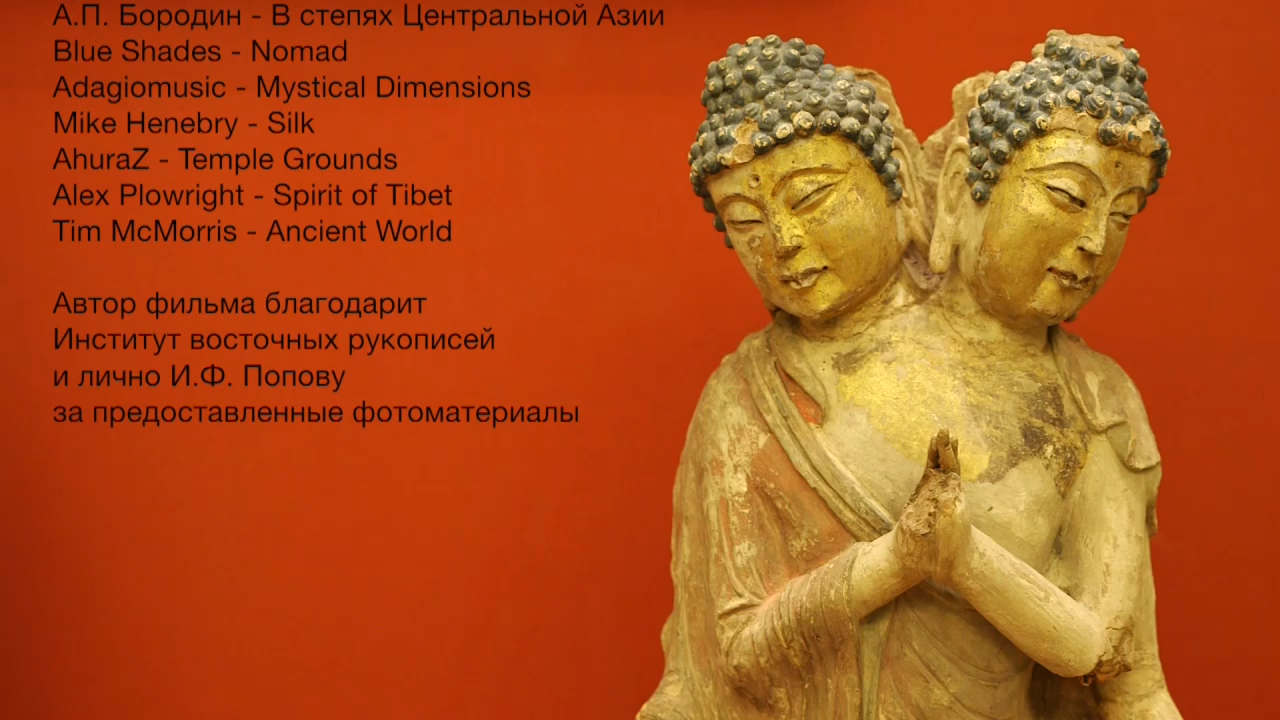 А.П. Бородин - В степях Центральной Азии
Blue Shades - Nomad
Adagiomusic - Mystical Dimensions
Mike Henebry - Silk
AhuraZ - Temple Grounds
Alex Plowright - Spirit of Tibet
Tim McMorris - Ancient World
Автор фильма благодарит
Институт восточных рукописей
и лично И.Ф. Попову
за предоставленные фотоматериалы